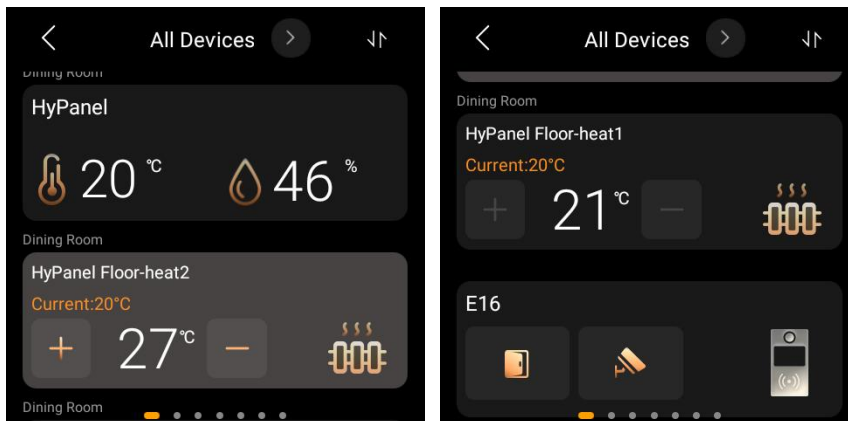 All Devices
Dining Room
HyPanel
20 °C
46 %
Dining Room
HyPanel Floor-heat2
Current:20°C
+ 27°C −
Dining Room
All Devices
Dining Room
HyPanel Floor-heat1
Current:20°C
+ 21°C −
E16